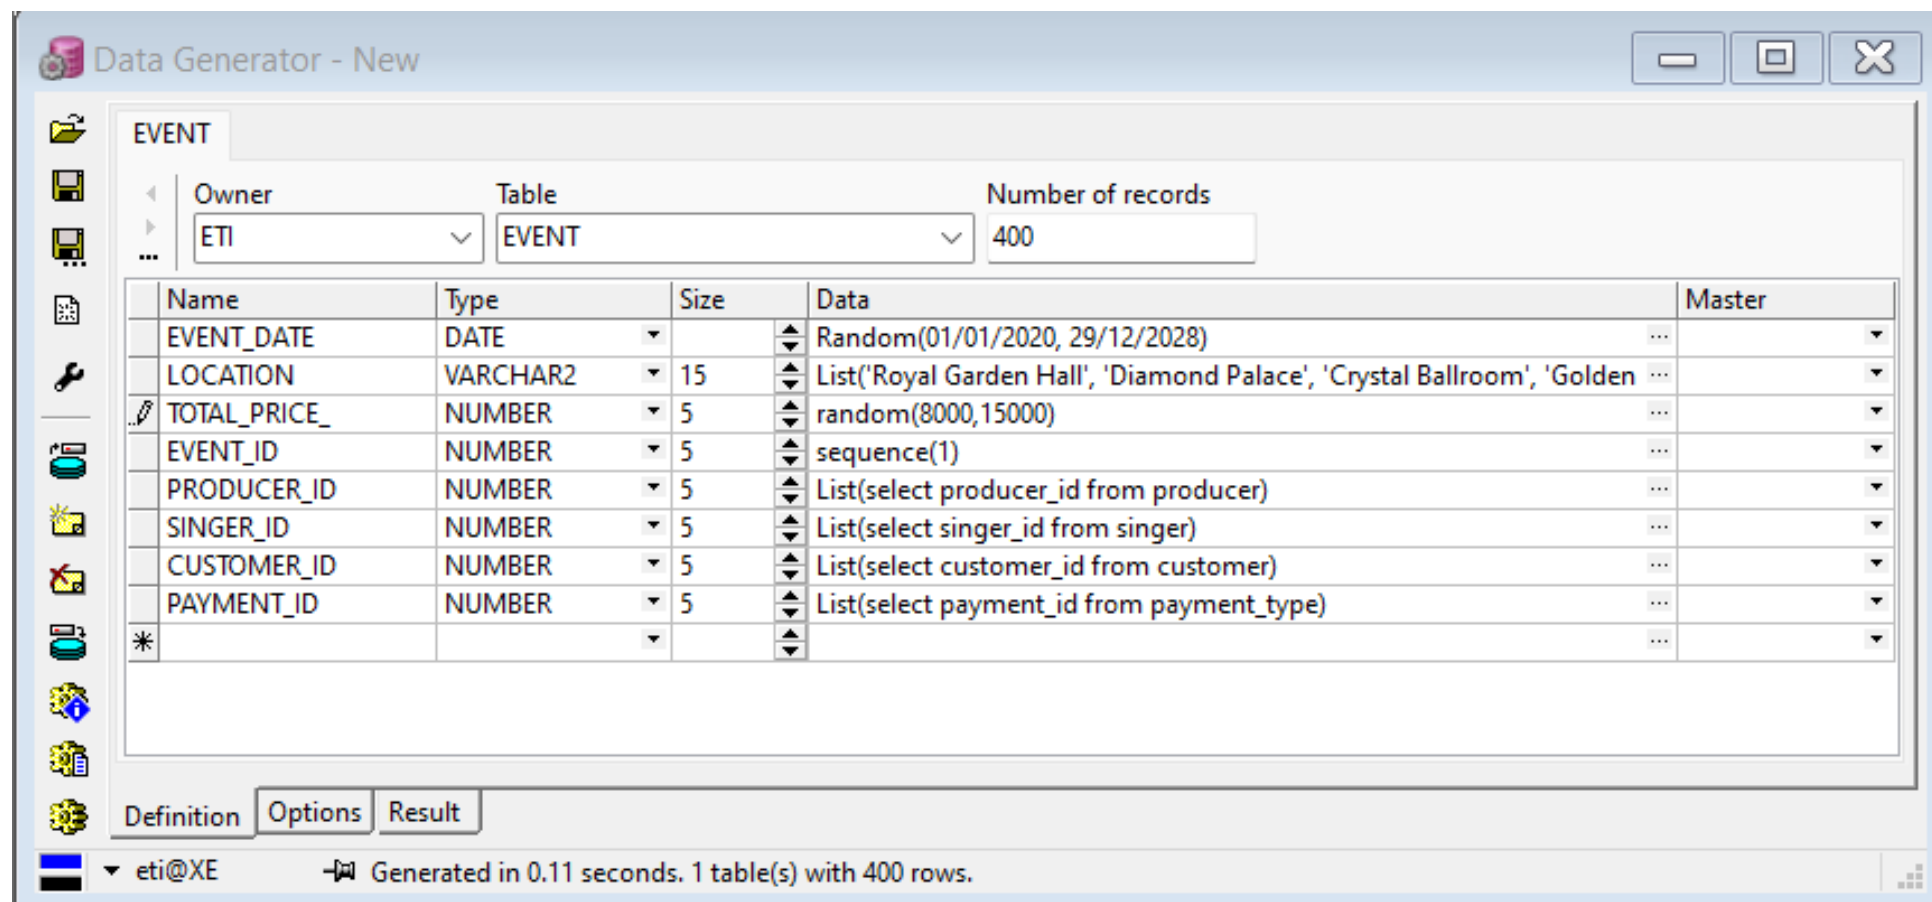 Data Generator - New
EVENT
Owner Table Number of records
ETI EVENT 400
Name Type Size Data Master
EVENT_DATE DATE Random(01/01/2020, 29/12/2028) ...
LOCATION VARCHAR2 15 List('Royal Garden Hall', 'Diamond Palace', 'Crystal Ballroom', 'Golden ...
TOTAL_PRICE_ NUMBER 5 random(8000,15000) ...
EVENT_ID NUMBER 5 sequence(1) ...
PRODUCER_ID NUMBER 5 List(select producer_id from producer) ...
SINGER_ID NUMBER 5 List(select singer_id from singer) ...
CUSTOMER_ID NUMBER 5 List(select customer_id from customer) ...
PAYMENT_ID NUMBER 5 List(select payment_id from payment_type) ...
* ...
Definition Options Result
eti@XE Generated in 0.11 seconds. 1 table(s) with 400 rows.